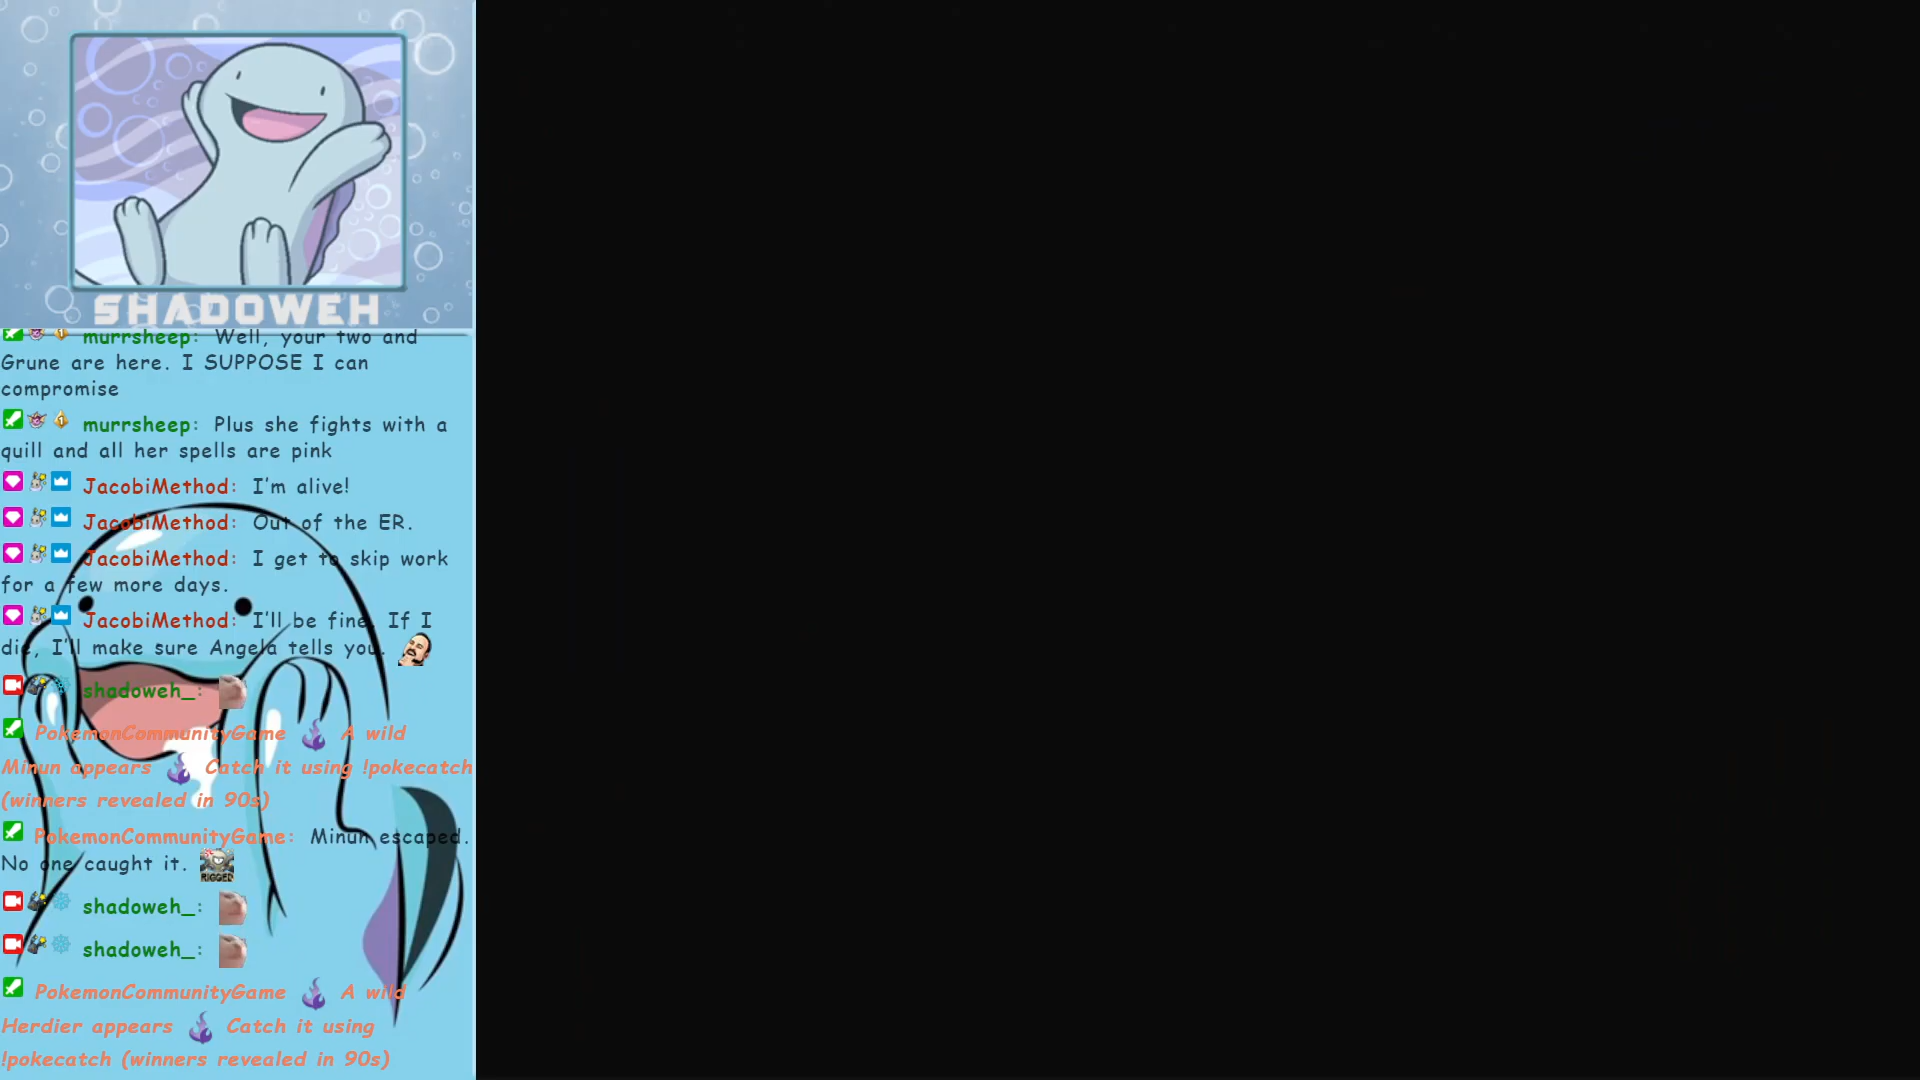 SHADOWEH
murrsheep: Well, your two and
Grune are here. I SUPPOSE I can
compromise
murrsheep: Plus she fights with a
quill and all her spells are pink
JacobiMethod: I'm alive!
JacobiMethod: Out of the ER.
JacobiMethod: I get to skip work
for a few more days.
JacobiMethod: I'll be fine. If I
die, I'll make sure Angela tells you.
shadoweh_:
PokemonCommunityGame A wild
Minun appears Catch it using !pokecatch
(winners revealed in 90s)
PokemonCommunityGame: Minun escaped.
No one caught it. RIGGED
shadoweh_:
shadoweh_:
PokemonCommunityGame A wild
Herdier appears Catch it using
!pokecatch (winners revealed in 90s)